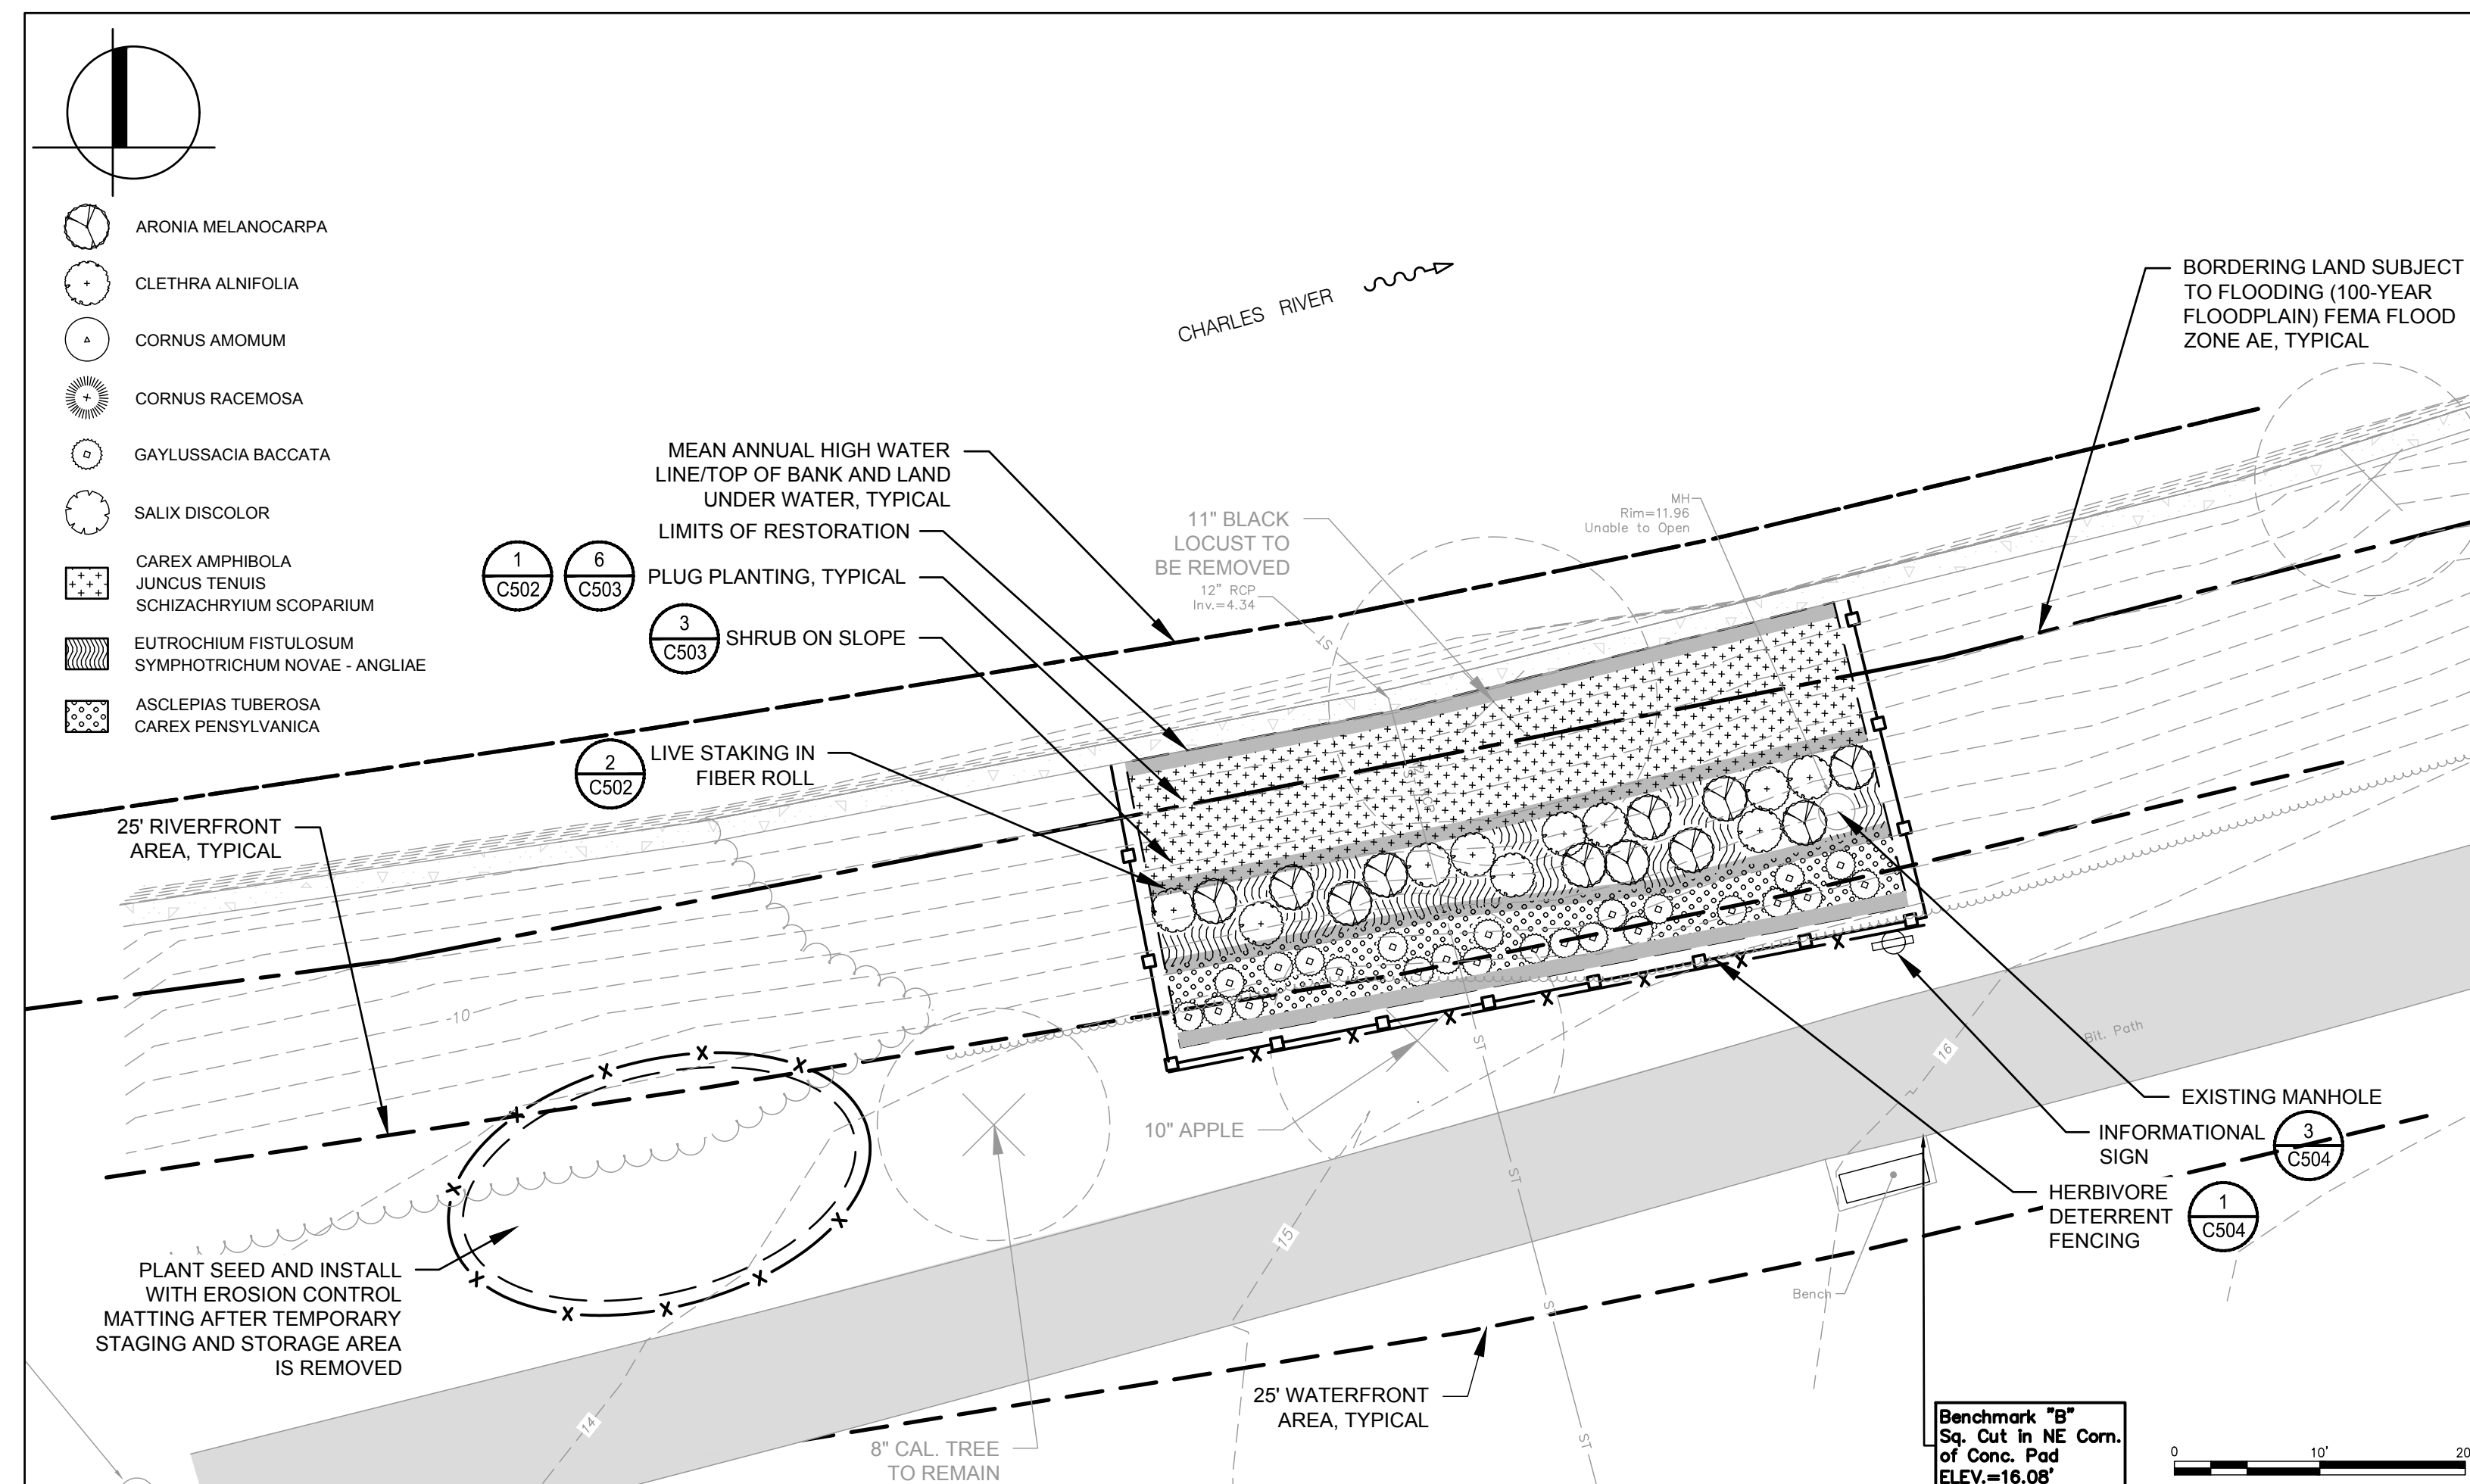 ARONIA MELANOCARPA
CLETHRA ALNIFOLIA
CORNUS AMOMUM
CORNUS RACEMOSA
GAYLUSSACIA BACCATA
SALIX DISCOLOR
CAREX AMPHIBOLA
JUNCUS TENUIS
SCHIZACHRYIUM SCOPARIUM
EUTROCHIUM FISTULOSUM
SYMPHOTRICHUM NOVAE - ANGLIAE
ASCLEPIAS TUBEROSA
CAREX PENSYLVANICA
CHARLES RIVER
BORDERING LAND SUBJECT
TO FLOODING (100-YEAR
FLOODPLAIN) FEMA FLOOD
ZONE AE, TYPICAL
MEAN ANNUAL HIGH WATER
LINE/TOP OF BANK AND LAND
UNDER WATER, TYPICAL
LIMITS OF RESTORATION
1
C502
6
C503
PLUG PLANTING, TYPICAL
3
C503
SHRUB ON SLOPE
2
C502
LIVE STAKING IN
FIBER ROLL
11" BLACK
LOCUST TO
BE REMOVED
12" RCP
Inv.=4.34
MH
Rim=11.96
Unable to Open
ST
25' RIVERFRONT
AREA, TYPICAL
10
10" APPLE
ST
ST
ST
ST
16
Bit. Path
15
14
EXISTING MANHOLE
INFORMATIONAL
SIGN
3
C504
HERBIVORE
DETERRENT
FENCING
1
C504
PLANT SEED AND INSTALL
WITH EROSION CONTROL
MATTING AFTER TEMPORARY
STAGING AND STORAGE AREA
IS REMOVED
Bench
25' WATERFRONT
AREA, TYPICAL
8" CAL. TREE
TO REMAIN
Benchmark "B"
Sq. Cut in NE Corn.
of Conc. Pad
ELEV.=16.08'
0
10'
20